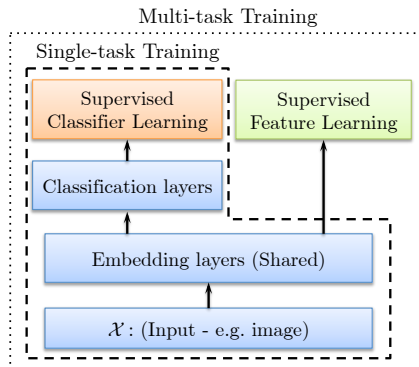 Multi-task Training
Single-task Training
Supervised
Classifier Learning
Supervised
Feature Learning
Classification layers
Embedding layers (Shared)
𝒳 : (Input - e.g. image)